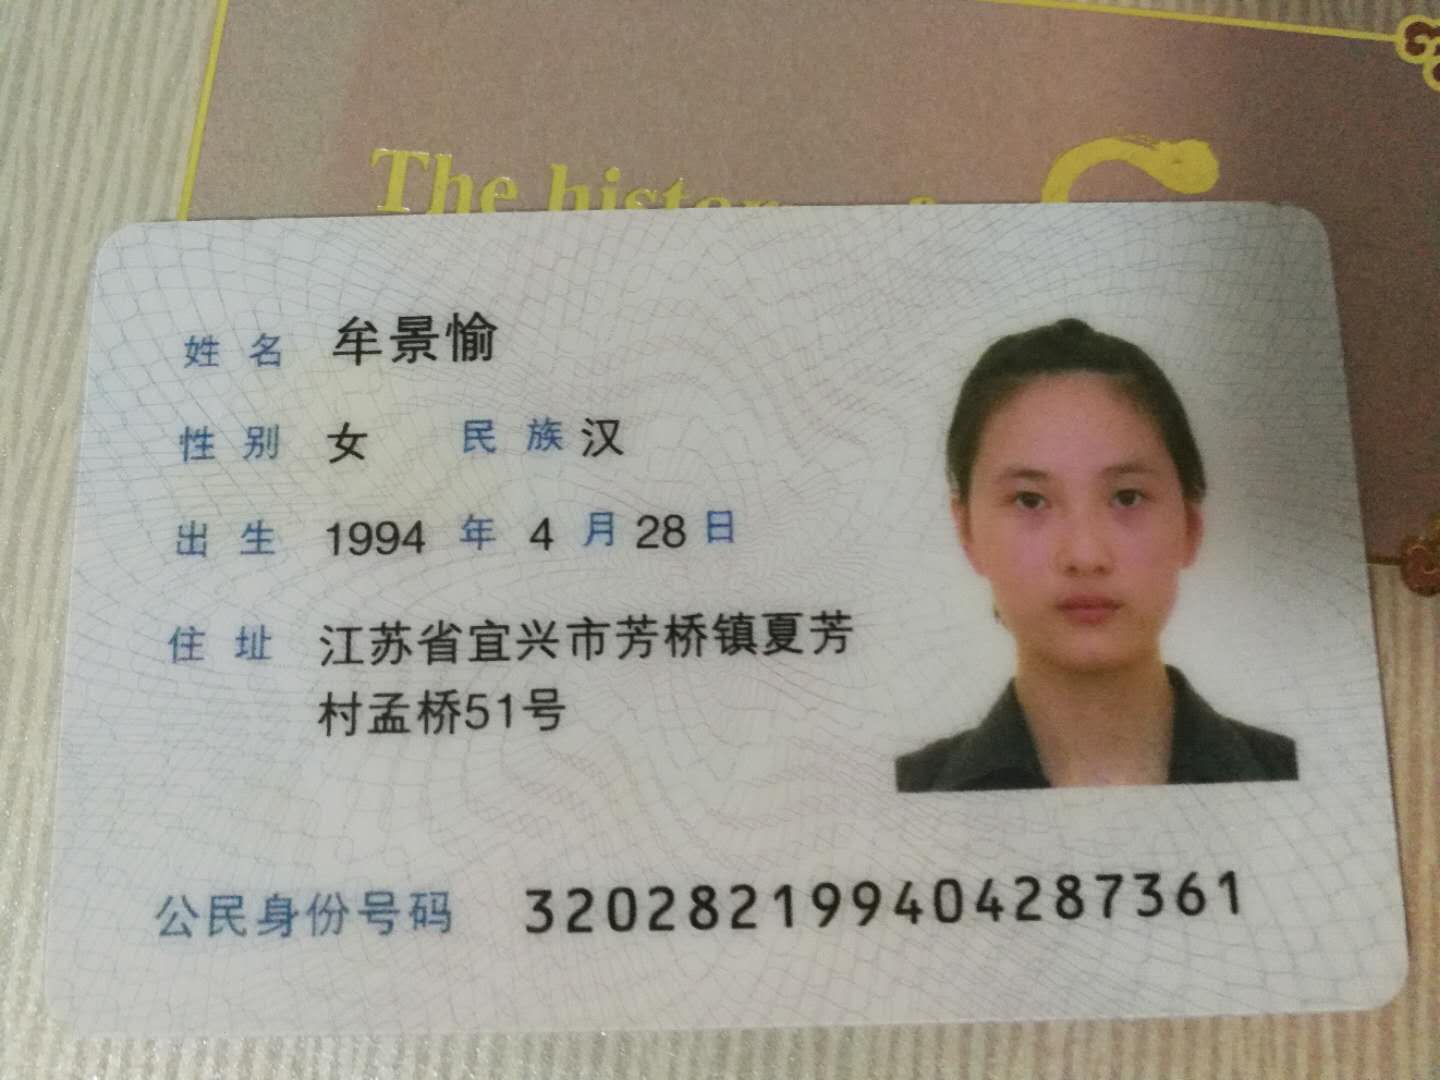 The
姓名 牟景愉
性别 女 民族 汉
出生 1994 年 4 月 28 日
住址 江苏省宜兴市芳桥镇夏芳
村孟桥51号
公民身份号码 320282199404287361